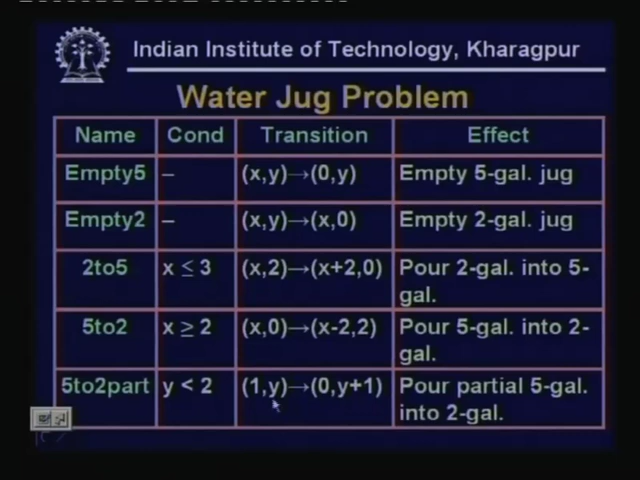 Indian Institute of Technology, Kharagpur
Water Jug Problem
Name Cond Transition Effect
Empty5 – (x,y)→(0,y) Empty 5-gal. jug
Empty2 – (x,y)→(x,0) Empty 2-gal. jug
2to5 x ≤ 3 (x,2)→(x+2,0) Pour 2-gal. into 5-
gal.
5to2 x ≥ 2 (x,0)→(x-2,2) Pour 5-gal. into 2-
gal.
5to2part y < 2 (1,y)→(0,y+1) Pour partial 5-gal.
into 2-gal.